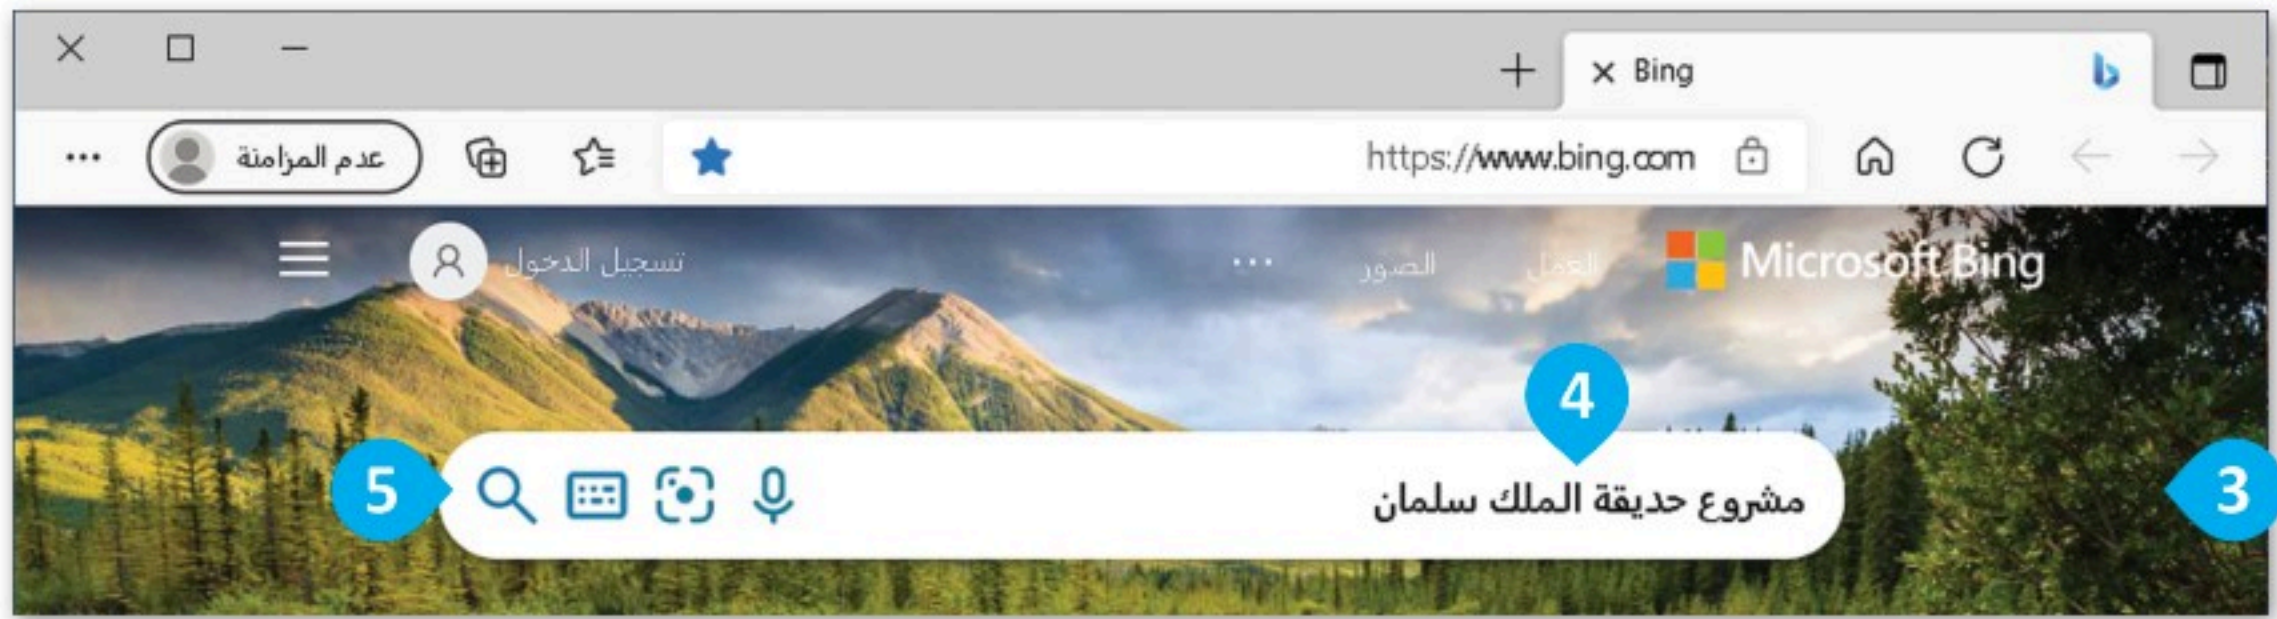 Bing
https://www.bing.com
عدم المزامنة
Microsoft Bing
العمل الصور ... تسجيل الدخول
4
مشروع حديقة الملك سلمان
3
5